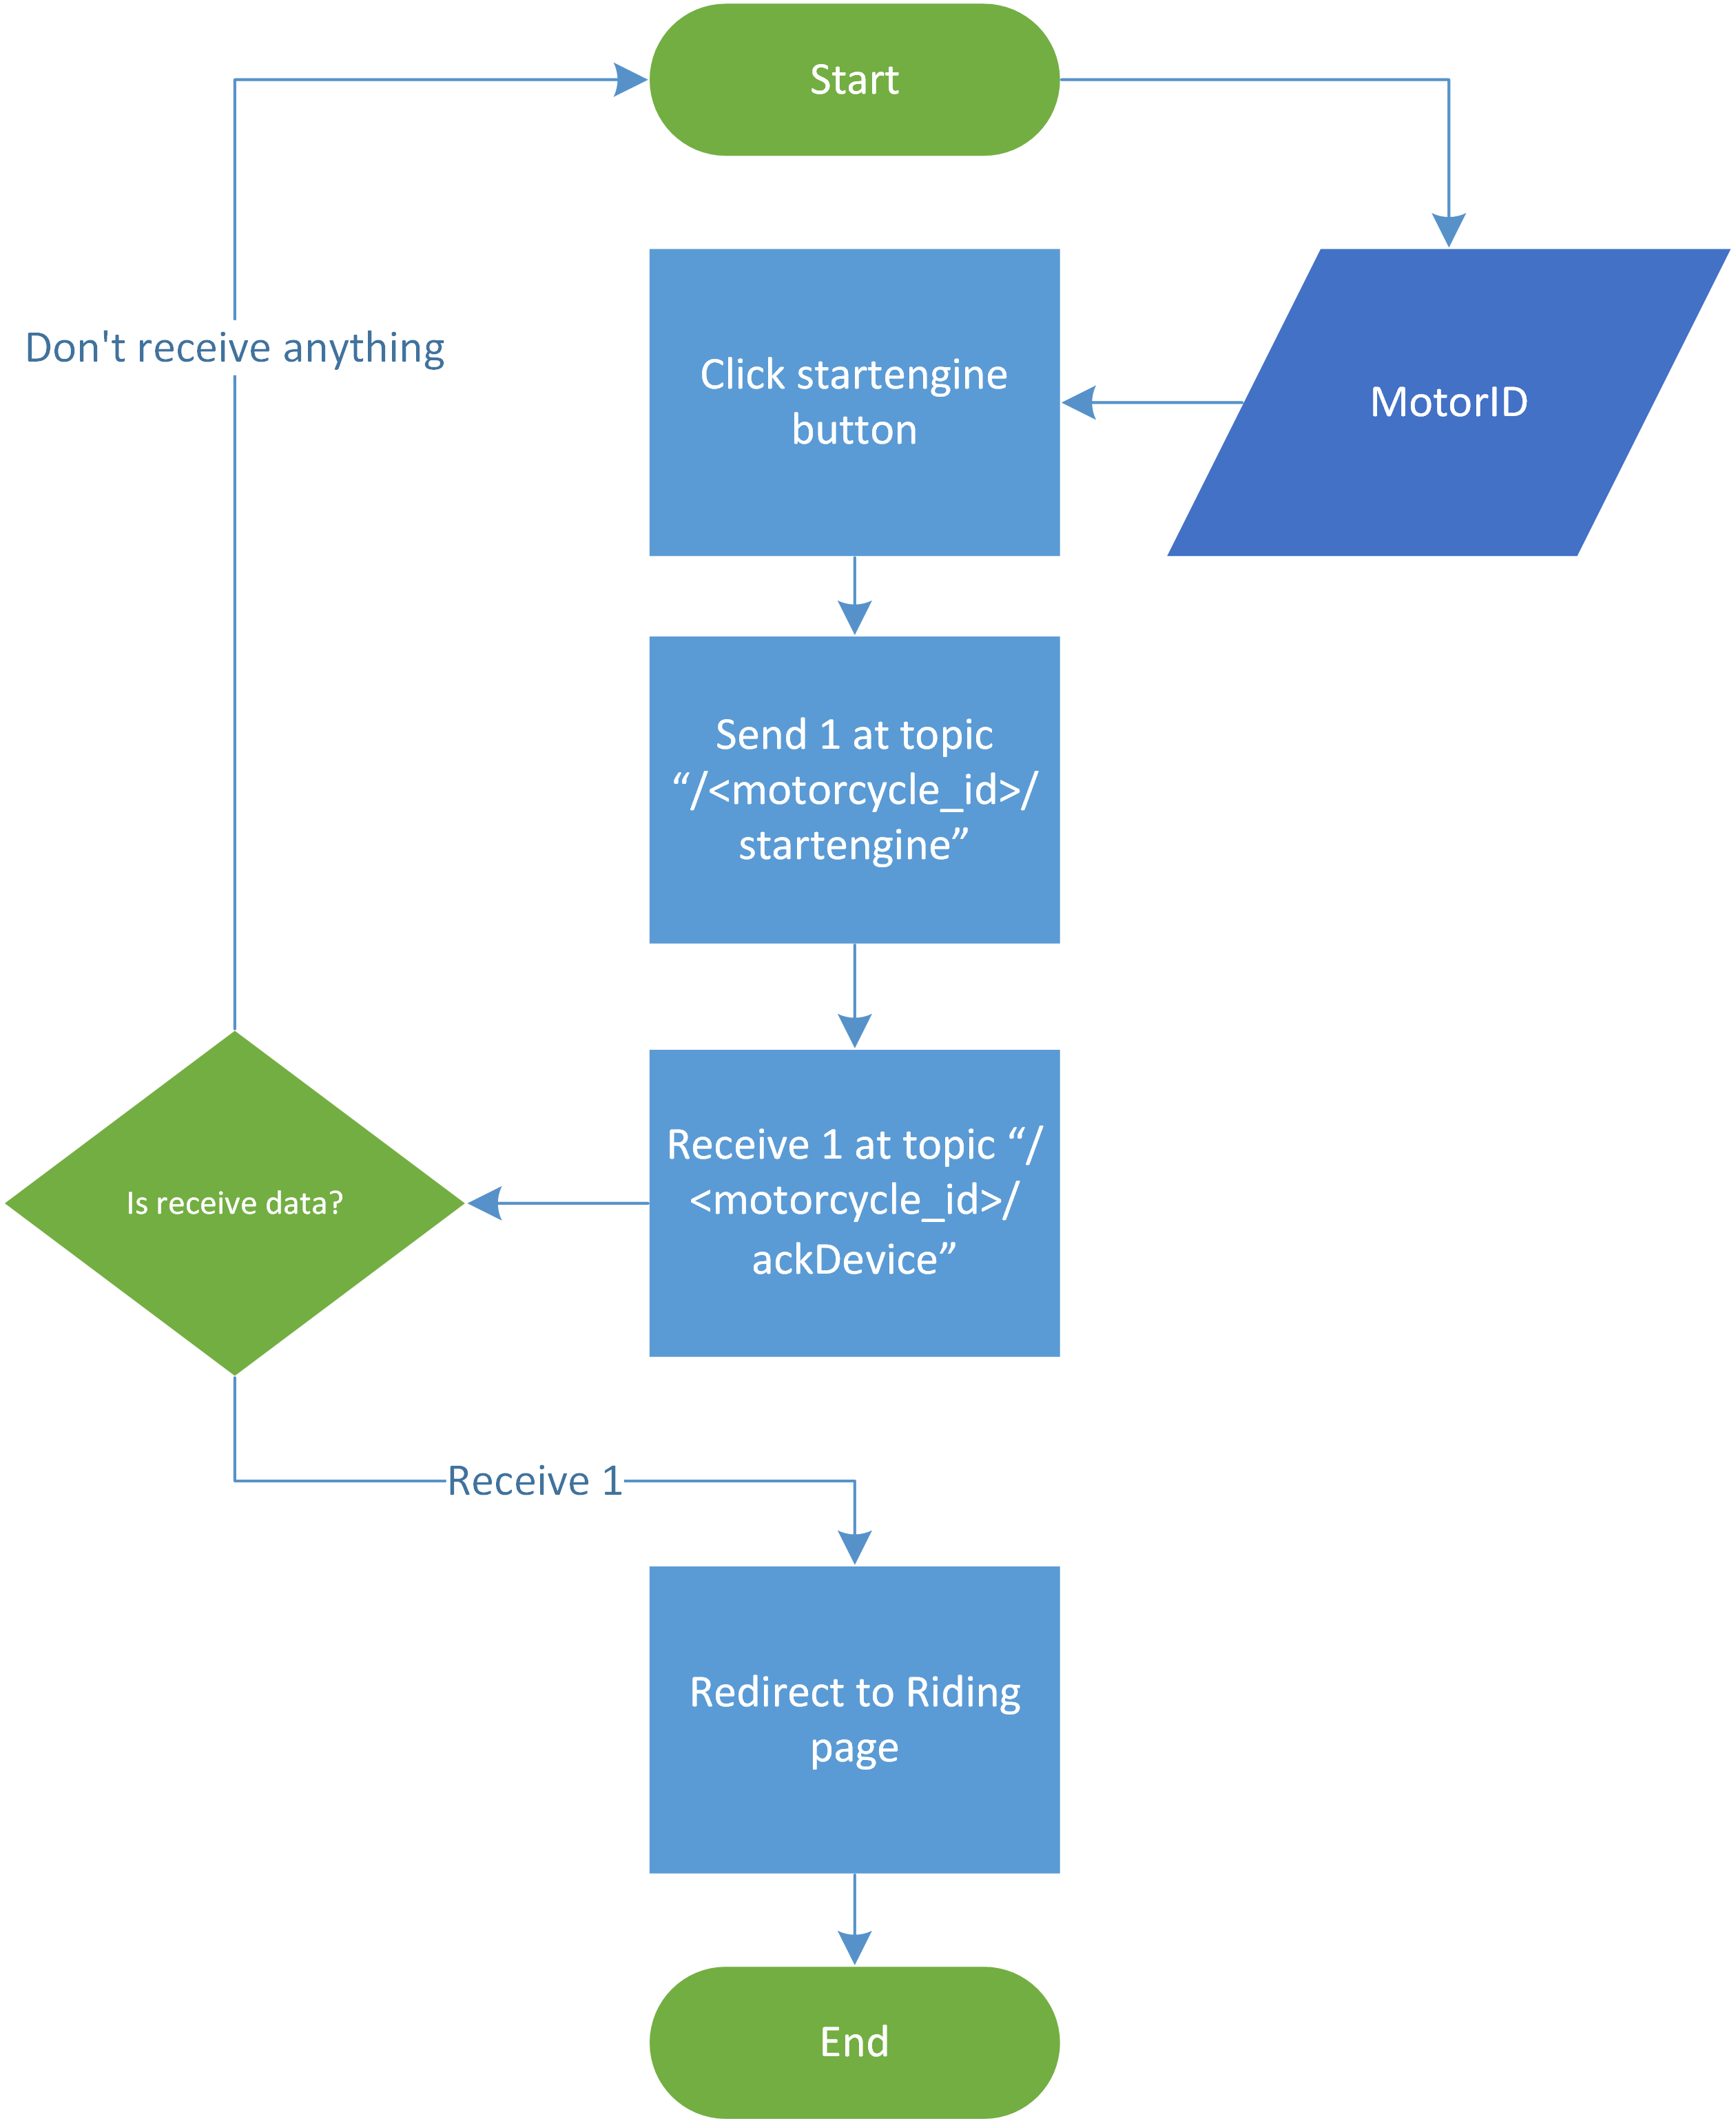 Start
Don't receive anything
Click startengine
button
MotorID
Send 1 at topic
“/<motorcycle_id>/
startengine”
Receive 1 at topic “/
<motorcycle_id>/
ackDevice”
Is receive data?
Receive 1
Redirect to Riding
page
End